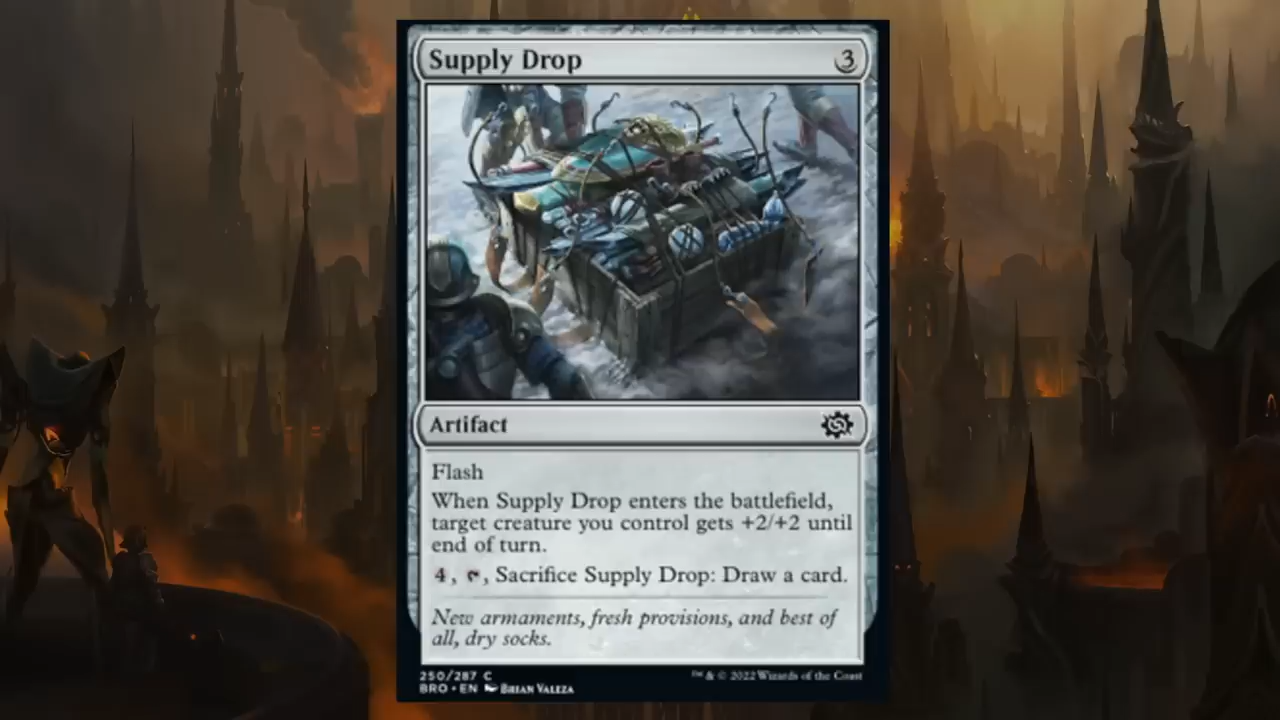 Supply Drop 3
Artifact
Flash
When Supply Drop enters the battlefield,
target creature you control gets +2/+2 until
end of turn.
4, , Sacrifice Supply Drop: Draw a card.
New armaments, fresh provisions, and best of
all, dry socks.
250/287 C
™ & © 2022 Wizards of the Coast
BRO • EN BRIAN VALEZA